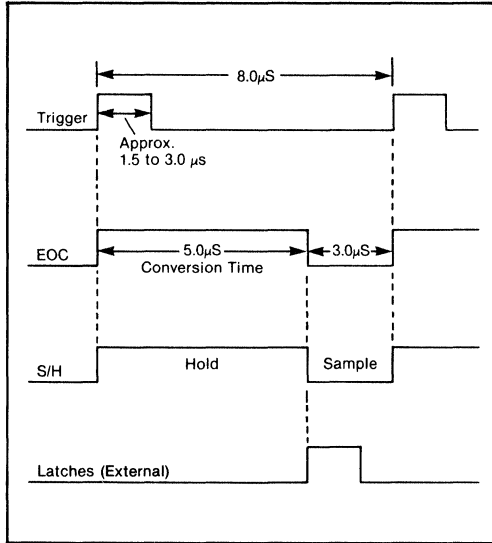 8.0µS
Trigger
Approx.
1.5 to 3.0 µs
EOC
5.0µS
3.0µS
Conversion Time
S/H
Hold
Sample
Latches (External)